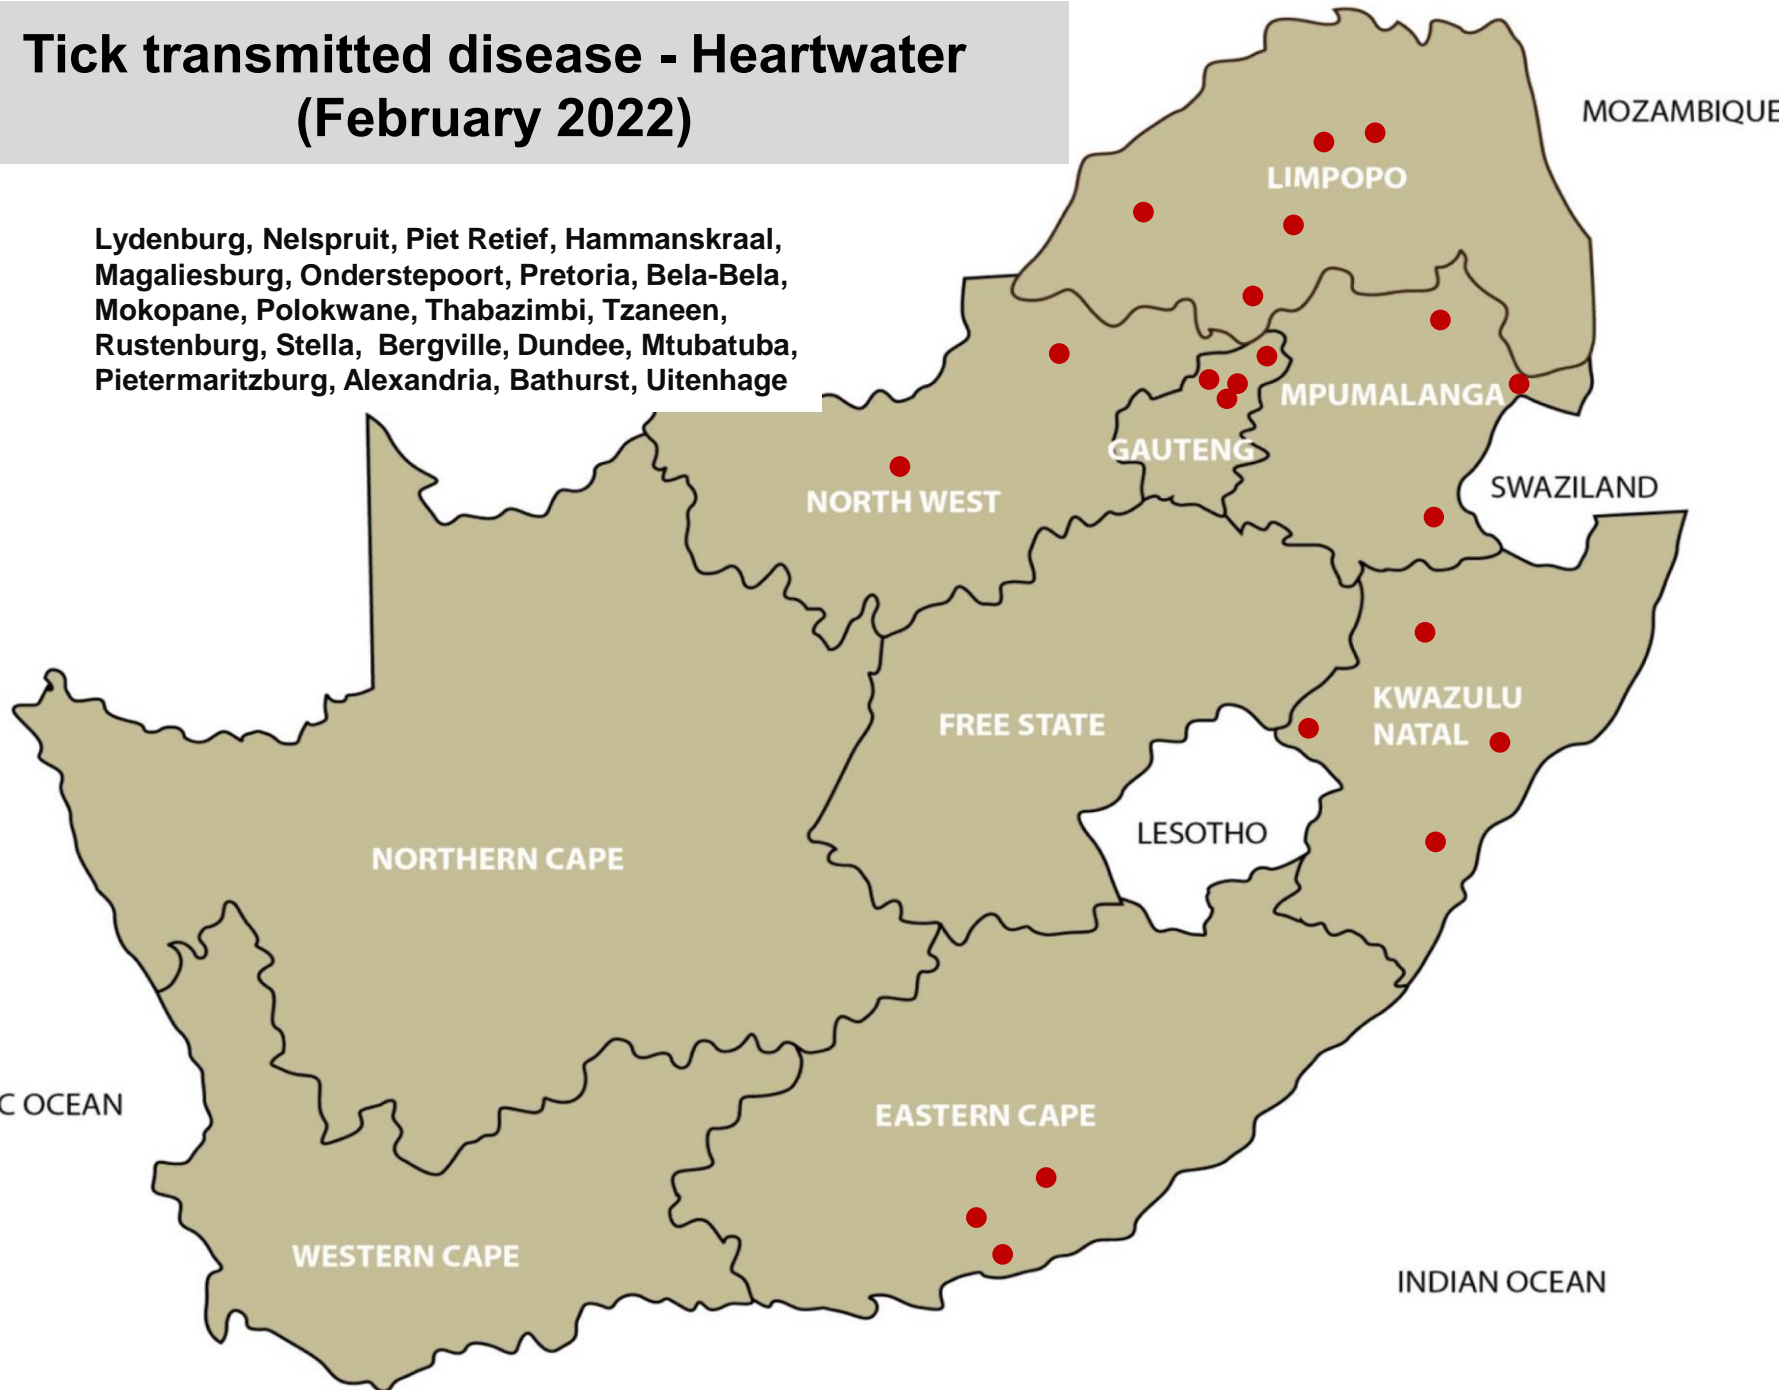 Tick transmitted disease - Heartwater
(February 2022)
MOZAMBIQUE
LIMPOPO
Lydenburg, Nelspruit, Piet Retief, Hammanskraal,
Magaliesburg, Onderstepoort, Pretoria, Bela-Bela,
Mokopane, Polokwane, Thabazimbi, Tzaneen,
Rustenburg, Stella,  Bergville, Dundee, Mtubatuba,
Pietermaritzburg, Alexandria, Bathurst, Uitenhage
MPUMALANGA
GAUTENG
SWAZILAND
NORTH WEST
KWAZULU
NATAL
FREE STATE
LESOTHO
NORTHERN CAPE
C OCEAN
EASTERN CAPE
WESTERN CAPE
INDIAN OCEAN